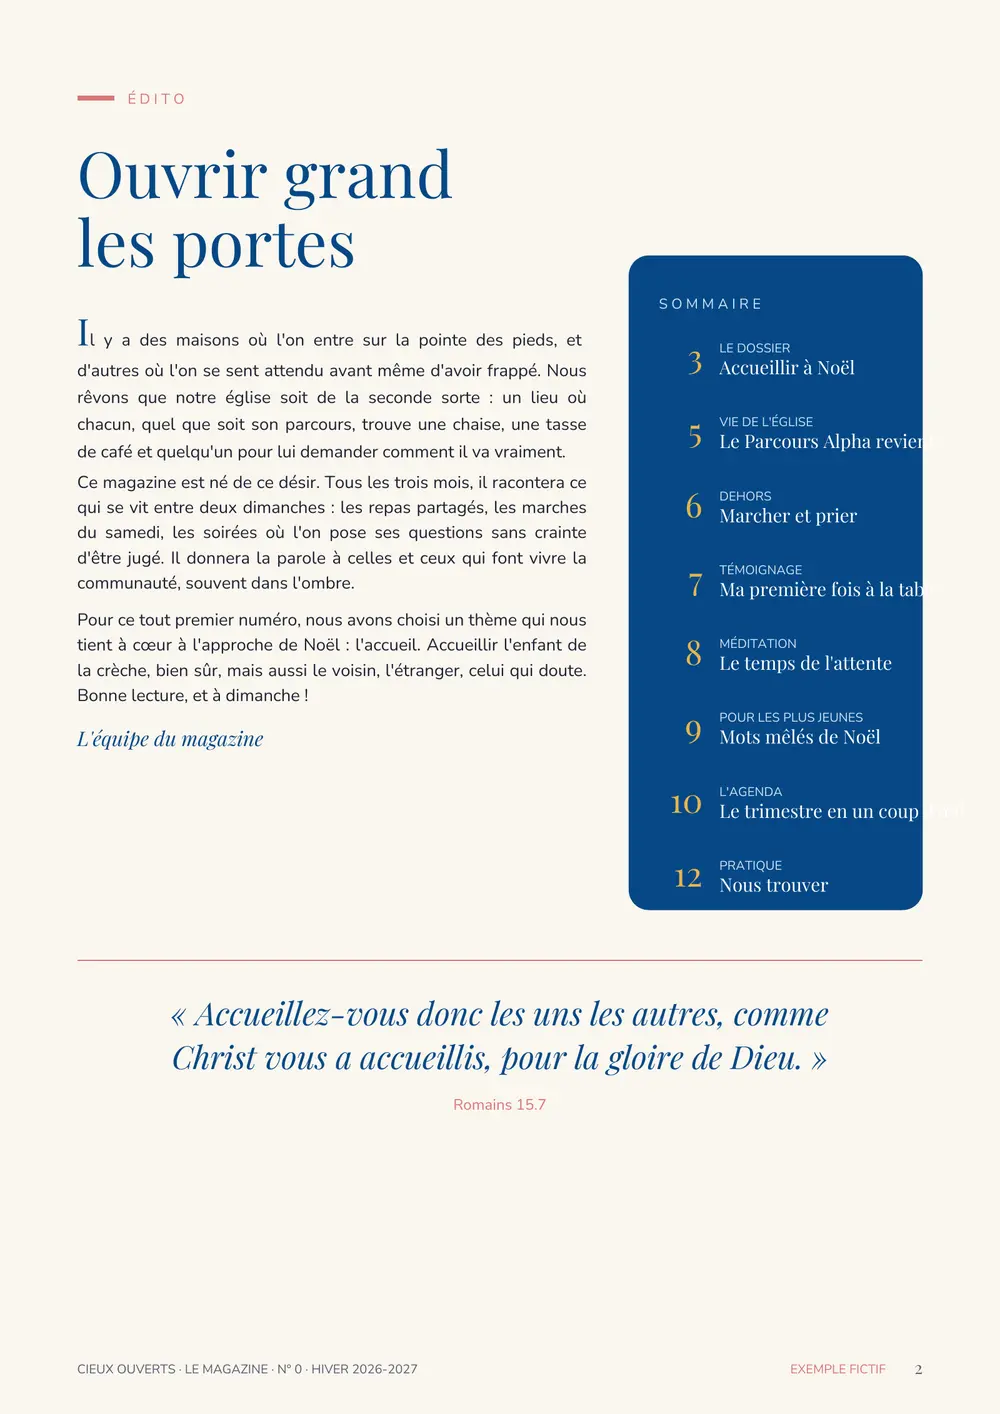 ÉDITO
Ouvrir grand
les portes
Il y a des maisons où l'on entre sur la pointe des pieds, et
d'autres où l'on se sent attendu avant même d'avoir frappé. Nous
rêvons que notre église soit de la seconde sorte : un lieu où
chacun, quel que soit son parcours, trouve une chaise, une tasse
de café et quelqu'un pour lui demander comment il va vraiment.
Ce magazine est né de ce désir. Tous les trois mois, il racontera ce
qui se vit entre deux dimanches : les repas partagés, les marches
du samedi, les soirées où l'on pose ses questions sans crainte
d'être jugé. Il donnera la parole à celles et ceux qui font vivre la
communauté, souvent dans l'ombre.
Pour ce tout premier numéro, nous avons choisi un thème qui nous
tient à cœur à l'approche de Noël : l'accueil. Accueillir l'enfant de
la crèche, bien sûr, mais aussi le voisin, l'étranger, celui qui doute.
Bonne lecture, et à dimanche !
L'équipe du magazine
SOMMAIRE
3 LE DOSSIER
Accueillir à Noël
5 VIE DE L'ÉGLISE
Le Parcours Alpha revient
6 DEHORS
Marcher et prier
7 TÉMOIGNAGE
Ma première fois à la
8 MÉDITATION
Le temps de l'attente
9 POUR LES PLUS JEUNES
Mots mêlés de Noël
10 L'AGENDA
Le trimestre en un coup
12 PRATIQUE
Nous trouver
« Accueillez-vous donc les uns les autres, comme
Christ vous a accueillis, pour la gloire de Dieu. »
Romains 15.7
CIEUX OUVERTS · LE MAGAZINE · N° 0 · HIVER 2026-2027
EXEMPLE FICTIF 2